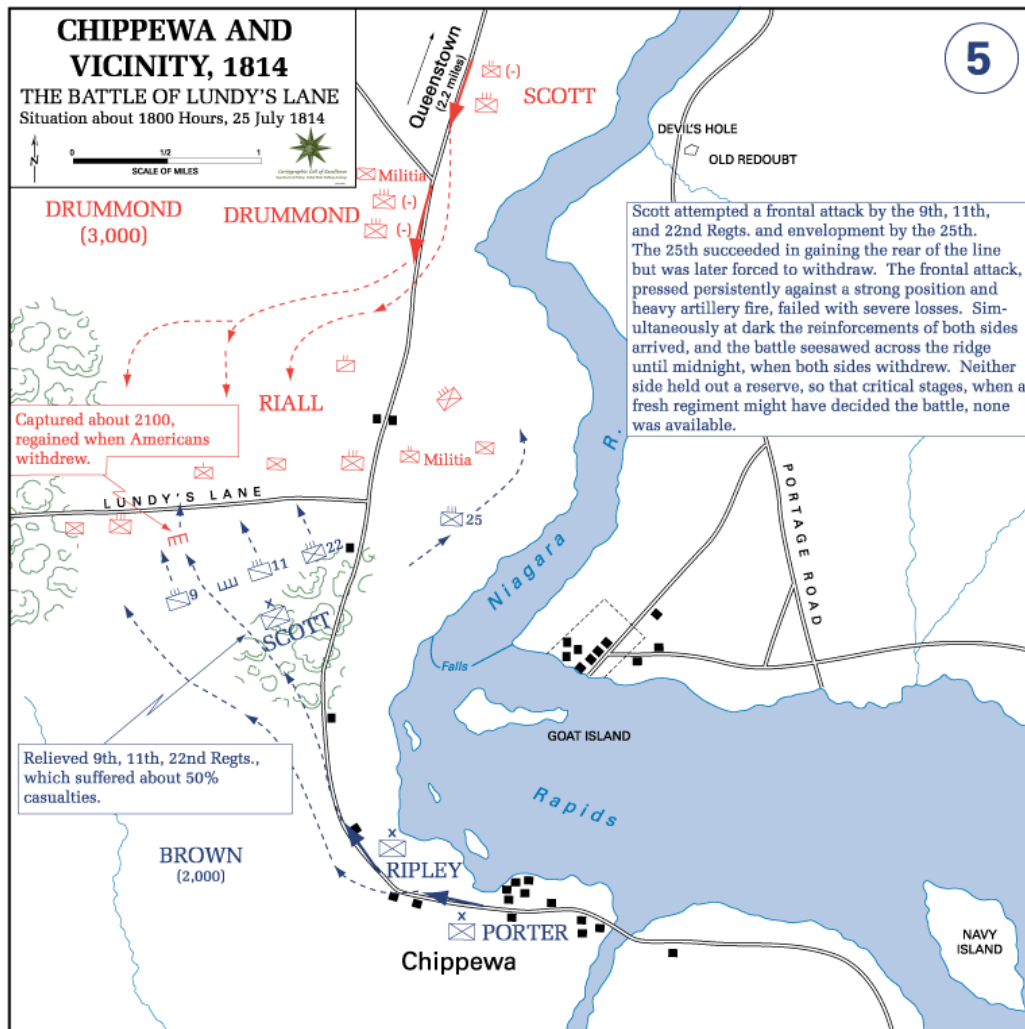 CHIPPEWA AND
VICINITY, 1814
THE BATTLE OF LUNDY'S LANE
Situation about 1800 Hours, 25 July 1814
N
0 1/2 1
SCALE OF MILES
Cartographic Cell of Excellence
5
Queenstown
(2.2 miles)
(-)
SCOTT
DEVIL'S HOLE
OLD REDOUBT
Militia
(-)
(-)
DRUMMOND
(3,000)
DRUMMOND
Scott attempted a frontal attack by the 9th, 11th,
and 22nd Regts. and envelopment by the 25th.
The 25th succeeded in gaining the rear of the line
but was later forced to withdraw. The frontal attack,
pressed persistently against a strong position and
heavy artillery fire, failed with severe losses. Sim-
ultaneously at dark the reinforcements of both sides
arrived, and the battle seesawed across the ridge
until midnight, when both sides withdrew. Neither
side held out a reserve, so that critical stages, when a
fresh regiment might have decided the battle, none
was available.
RIALL
Captured about 2100,
regained when Americans
withdrew.
Militia
LUNDY'S LANE
25
22
11
9
SCOTT
Niagara R.
PORTAGE ROAD
Falls
GOAT ISLAND
Rapids
Relieved 9th, 11th, 22nd Regts.,
which suffered about 50%
casualties.
BROWN
(2,000)
RIPLEY
PORTER
Chippewa
NAVY
ISLAND